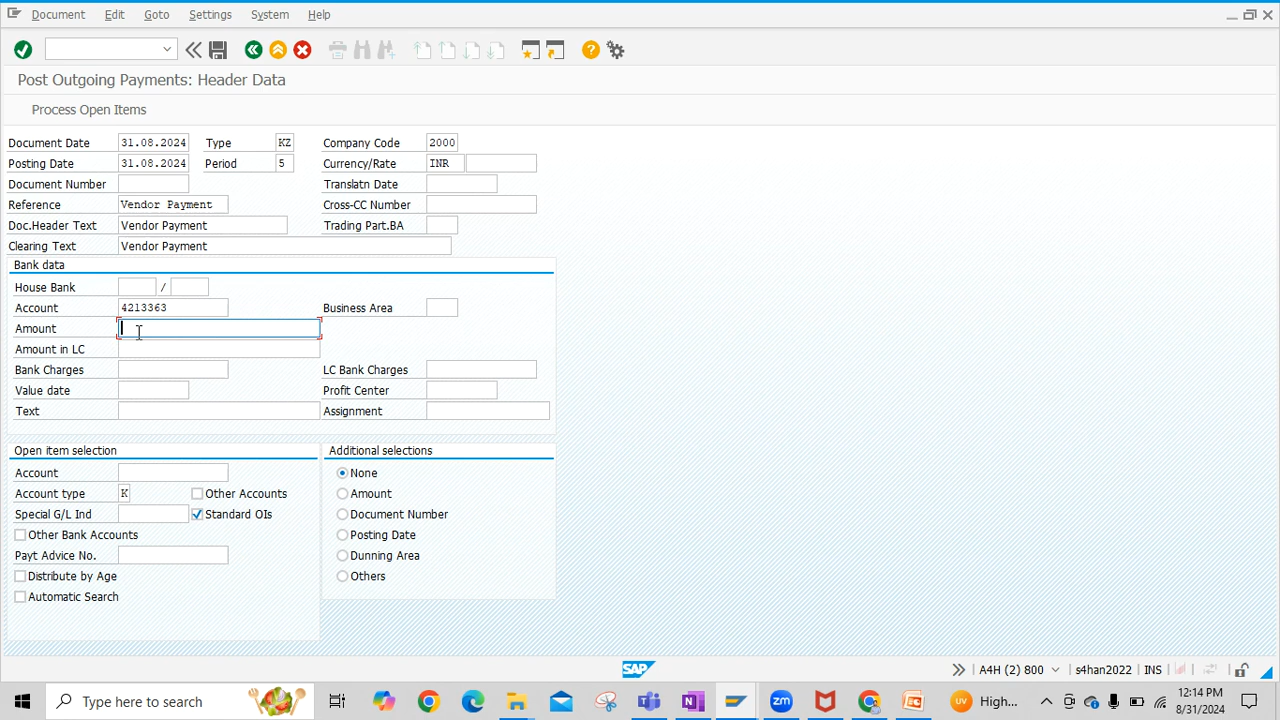 Document Edit Goto Settings System Help
Post Outgoing Payments: Header Data
Process Open Items
Document Date 31.08.2024 Type KZ Company Code 2000
Posting Date 31.08.2024 Period 5 Currency/Rate INR
Document Number Translatn Date
Reference Vendor Payment Cross-CC Number
Doc.Header Text Vendor Payment Trading Part.BA
Clearing Text Vendor Payment
Bank data
House Bank /
Account 4213363 Business Area
Amount
Amount in LC
Bank Charges LC Bank Charges
Value date Profit Center
Text Assignment
Open item selection Additional selections
Account None
Account type K Other Accounts Amount
Special G/L Ind Standard OIs Document Number
Other Bank Accounts Posting Date
Payt Advice No. Dunning Area
Distribute by Age Others
Automatic Search
SAP A4H (2) 800 s4han2022 INS
Type here to search High... 12:14 PM
8/31/2024